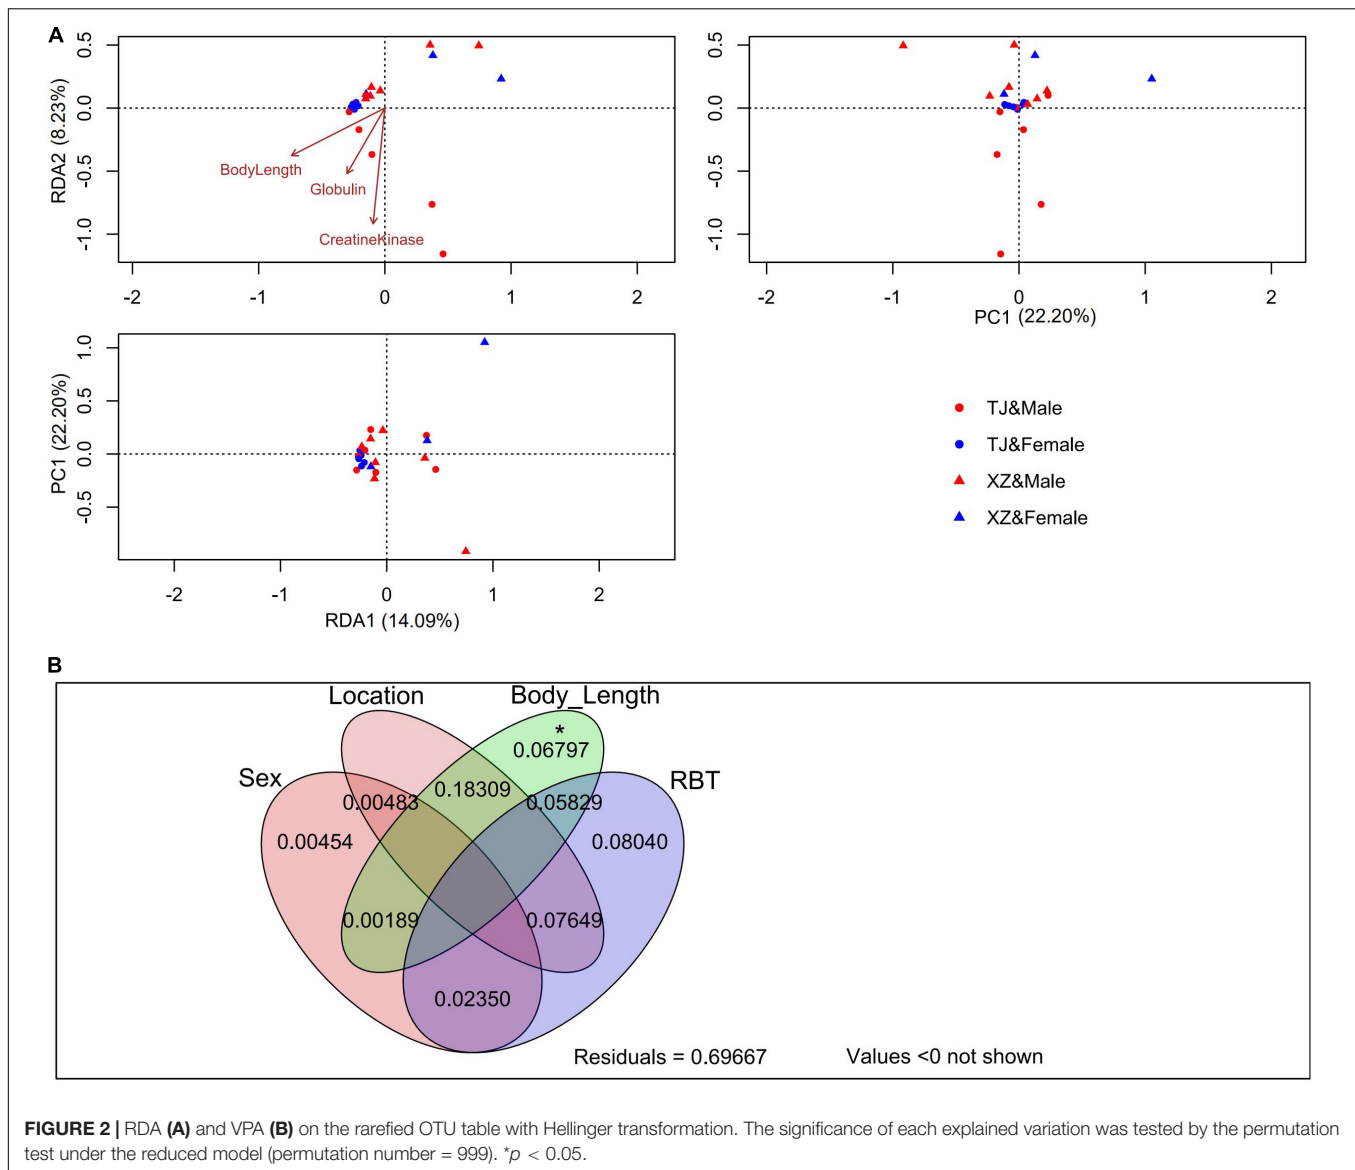 A
RDA2 (8.23%)
0.5
0.0
-0.5
-1.0
BodyLength
Globulin
CreatineKinase
-2 -1 0 1 2
0.5
0.0
-0.5
-1.0
-2 -1 0 1 2
PC1 (22.20%)
PC1 (22.20%)
1.0
0.5
0.0
-0.5
-2 -1 0 1 2
RDA1 (14.09%)
TJ&Male
TJ&Female
XZ&Male
XZ&Female
B
Location Body_Length
Sex RBT
*
0.06797
0.18309
0.00483 0.05829
0.00454 0.08040
0.00189 0.07649
0.02350
Residuals = 0.69667 Values <0 not shown
FIGURE 2 | RDA (A) and VPA (B) on the rarefied OTU table with Hellinger transformation. The significance of each explained variation was tested by the permutation
test under the reduced model (permutation number = 999). *p < 0.05.